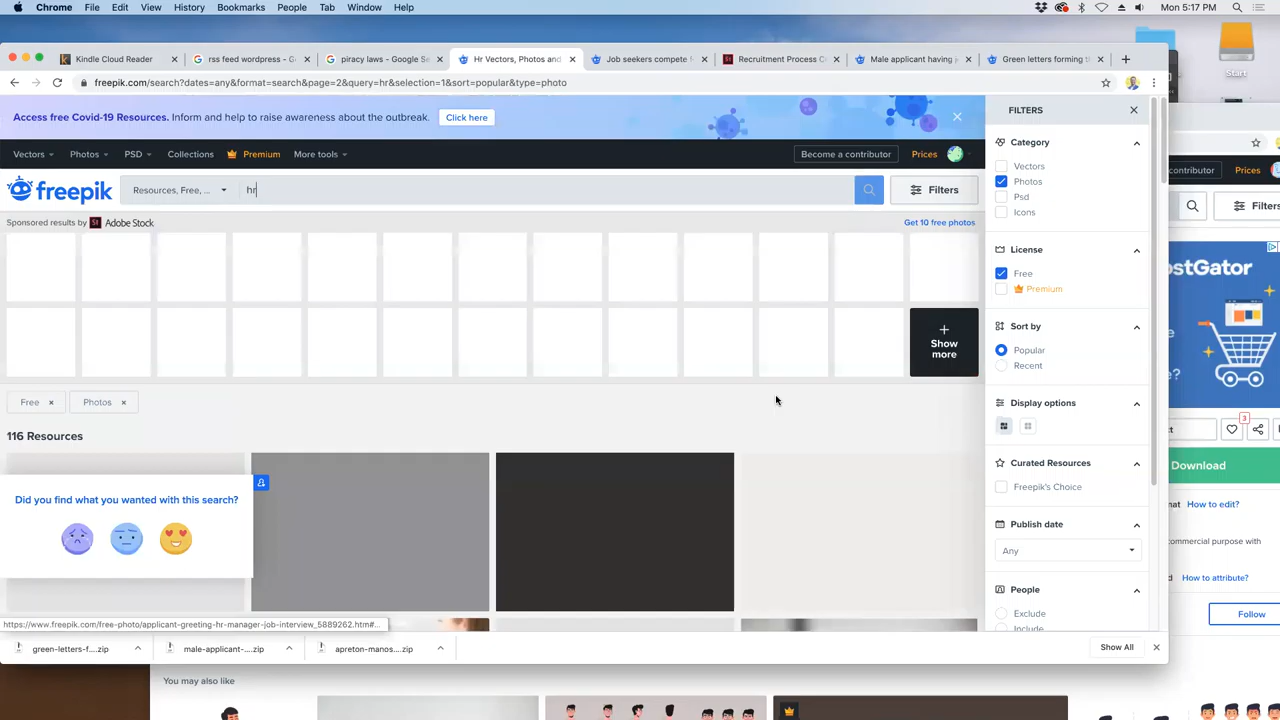 Chrome File Edit View History Bookmarks People Tab Window Help Mon 5:17 PM
Kindle Cloud Reader rss feed wordpress - G piracy laws - Google Se Hr Vectors, Photos and Job seekers compete Recruitment Process C Male applicant having Green letters forming t
Start
freepik.com/search?dates=any&format=search&page=2&query=hr&selection=1&sort=popular&type=photo
Access free Covid-19 Resources. Inform and help to raise awareness about the outbreak. Click here
Vectors Photos PSD Collections Premium More tools Become a contributor Prices
freepik Resources, Free, ... hr Filters
Sponsored results by St Adobe Stock Get 10 free photos
+
Show
more
Free × Photos ×
116 Resources
Did you find what you wanted with this search?
https://www.freepik.com/free-photo/applicant-greeting-hr-manager-job-interview_5889262.htm#...
FILTERS
Category
Vectors
Photos
Psd
Icons
License
Free
Premium
Sort by
Popular
Recent
Display options
Curated Resources
Freepik's Choice
Publish date
Any
People
Exclude
Include
contributor Prices
Filters
ostGator
e?
ct 3
Download
mat How to edit?
commercial purpose with
d How to attribute?
Follow
green-letters-f....zip male-applicant-....zip apreton-manos....zip Show All
You may also like